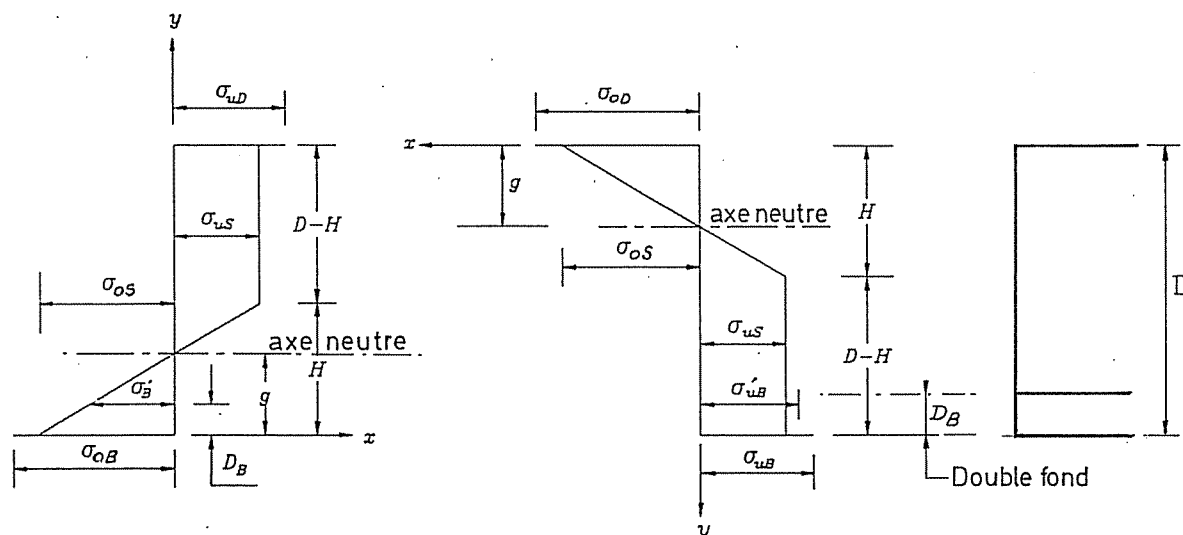 y
σuD
σuS
D-H
σoS
axe neutre
H
σ'B
g
x
σoB
DB
σoD
x
g
H
axe neutre
σoS
σuS
D-H
σ'uB
DB
σuB
Double fond
y
D